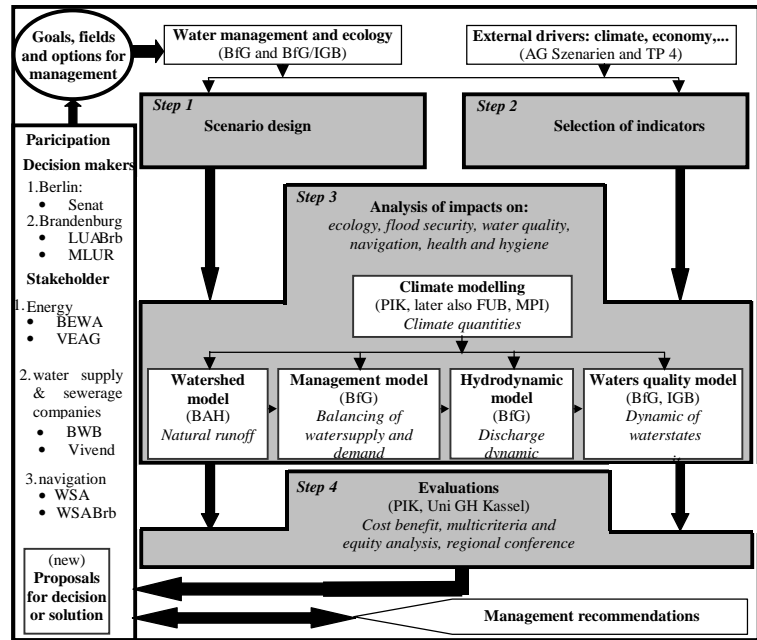 Goals, fields
and options for
management
Water management and ecology
(BfG and BfG/IGB)
External drivers: climate, economy,...
(AG Szenarien and TP 4)
Step 1
Scenario design
Step 2
Selection of indicators
Paricipation
Decision makers
1.Berlin:
• Senat
2.Brandenburg
• LUABrb
• MLUR
Stakeholder
1. Energy
• BEWA
• VEAG
2. water supply
& sewerage
companies
• BWB
• Vivend
3.navigation
• WSA
• WSABrb
(new)
Proposals
for decision
or solution
Step 3
Analysis of impacts on:
ecology, flood security, water quality,
navigation, health and hygiene
Climate modelling
(PIK, later also FUB, MPI)
Climate quantities
Watershed
model
(BAH)
Natural runoff
Management model
(BfG)
Balancing of
watersupply and
demand
Hydrodynamic
model
(BfG)
Discharge
dynamic
Waters quality model
(BfG, IGB)
Dynamic of
waterstates
Step 4
Evaluations
(PIK, Uni GH Kassel)
Cost benefit, multicriteria and
equity analysis, regional conference
Management recommendations